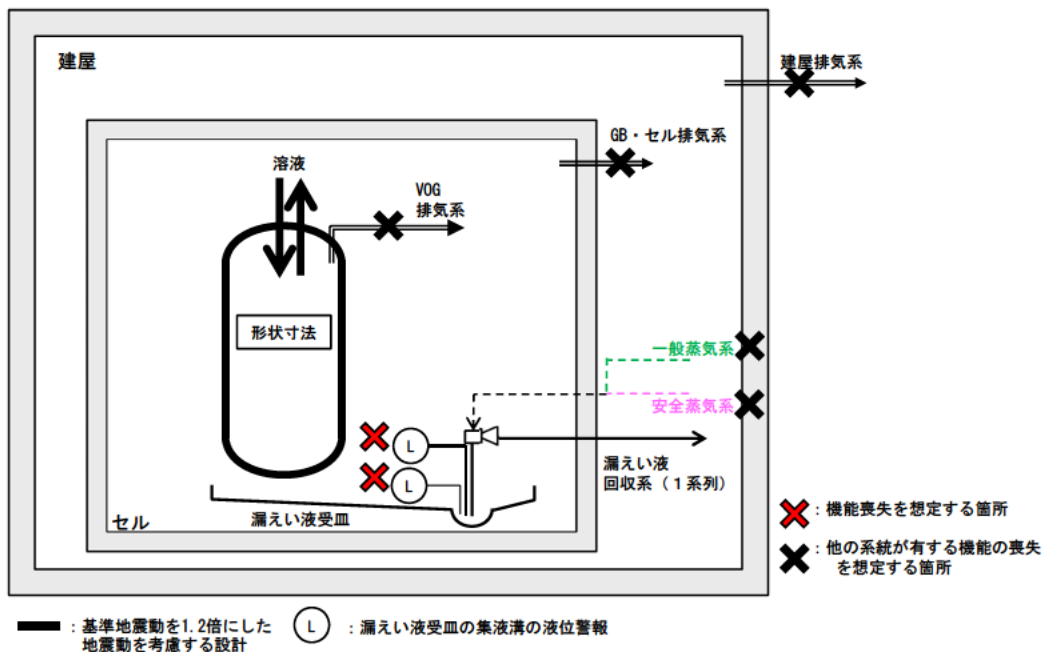 建屋
建屋排気系
GB・セル排気系
溶液
VOG
排気系
形状寸法
一般蒸気系
安全蒸気系
L
L
漏えい液
回収系（１系列）
漏えい液受皿
セル
：機能喪失を想定する箇所
：他の系統が有する機能の喪失
を想定する箇所
：基準地震動を1.2倍にした
地震動を考慮する設計
L
：漏えい液受皿の集液溝の液位警報